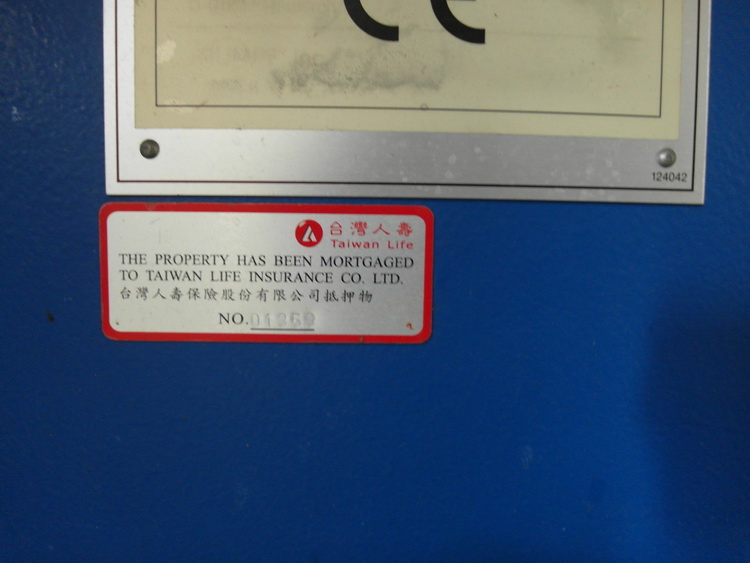 CE
124042
台灣人壽
Taiwan Life
THE PROPERTY HAS BEEN MORTGAGED
TO TAIWAN LIFE INSURANCE CO. LTD.
台灣人壽保險股份有限公司抵押物
NO.01359